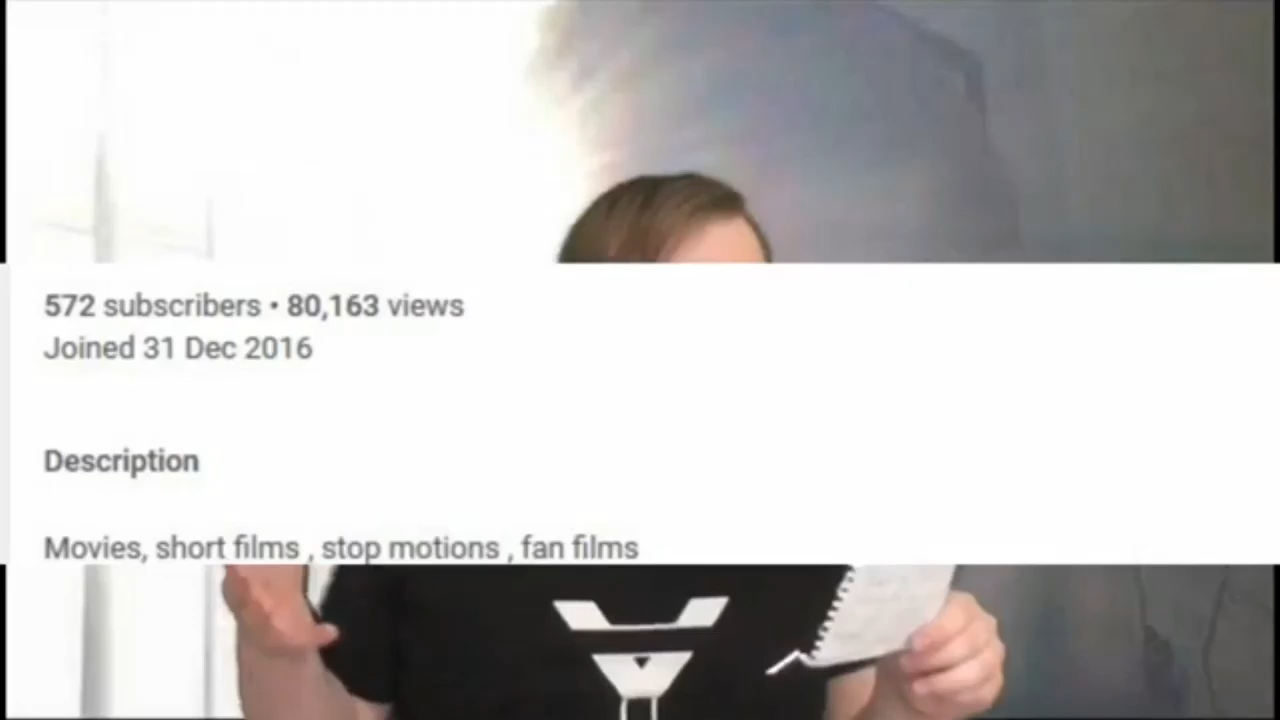 572 subscribers • 80,163 views
Joined 31 Dec 2016
Description
Movies, short films , stop motions , fan films